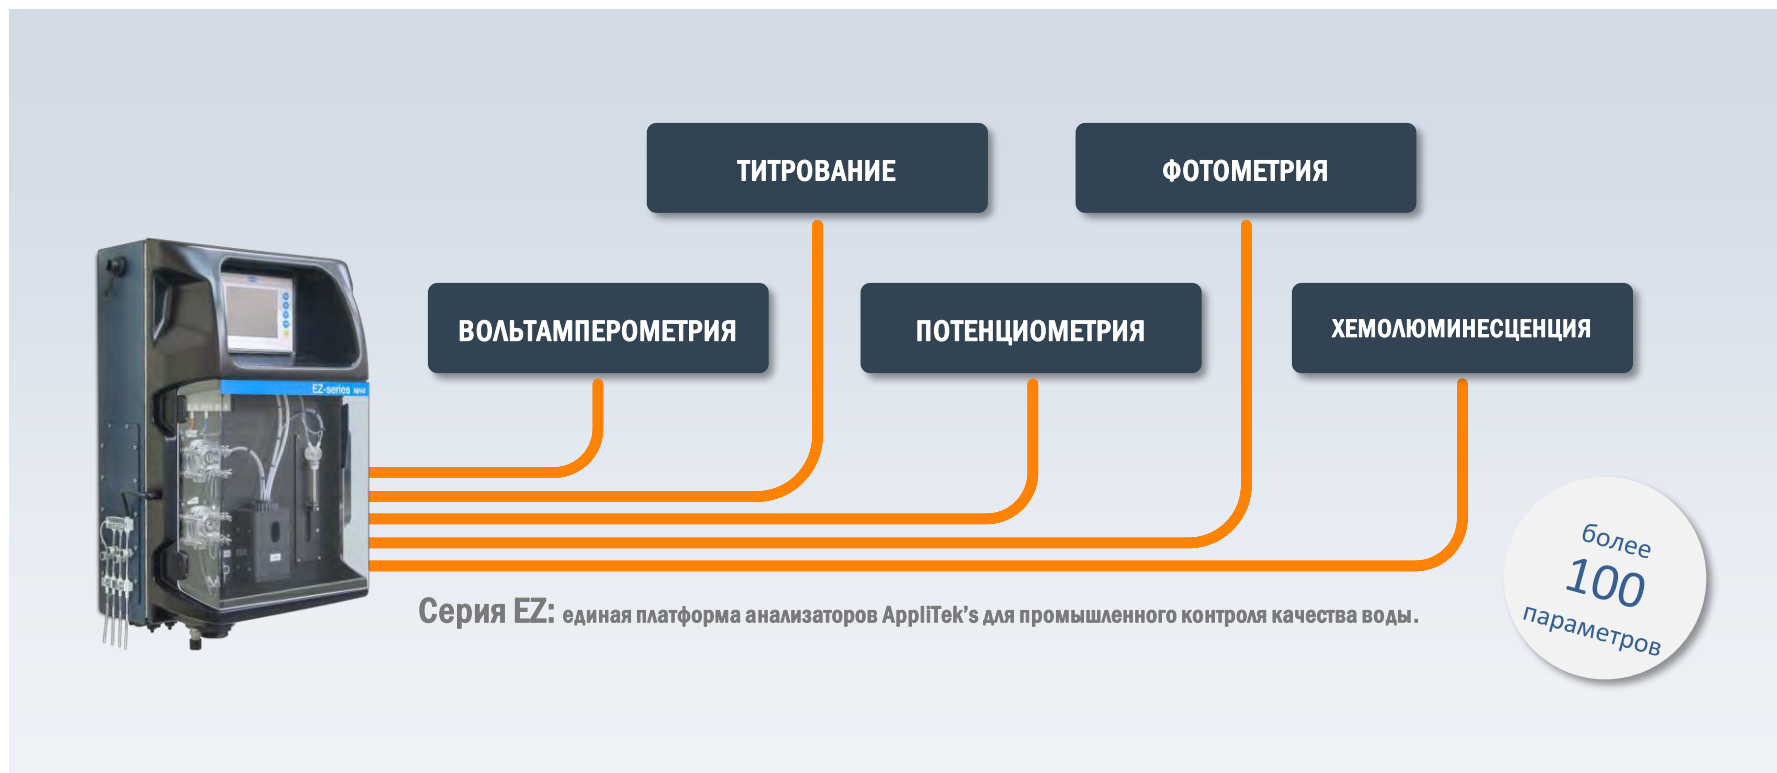 ТИТРОВАНИЕ
ФОТОМЕТРИЯ
ВОЛЬТАМПЕРОМЕТРИЯ
ПОТЕНЦИОМЕТРИЯ
ХЕМОЛЮМИНЕСЦЕНЦИЯ
EZ-series
более
100
параметров
Серия EZ: единая платформа анализаторов AppliTek’s для промышленного контроля качества воды.